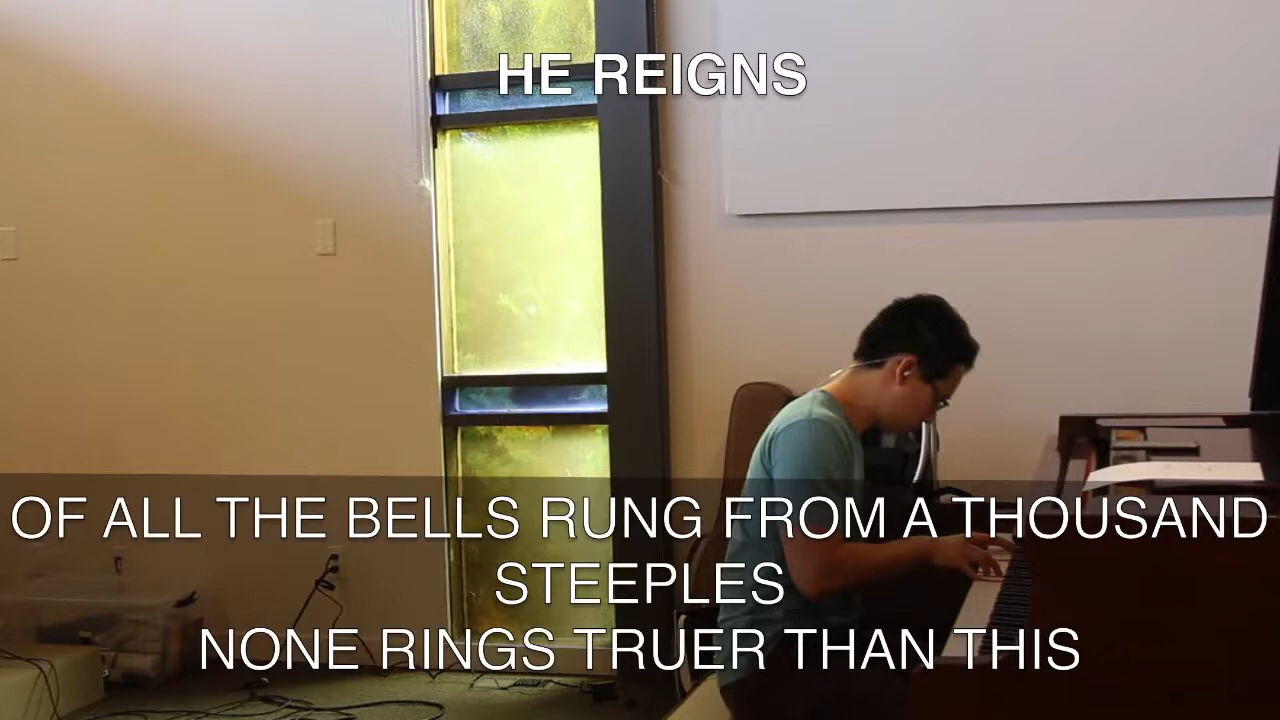 HE REIGNS
OF ALL THE BELLS RUNG FROM A THOUSAND
STEEPLES
NONE RINGS TRUER THAN THIS